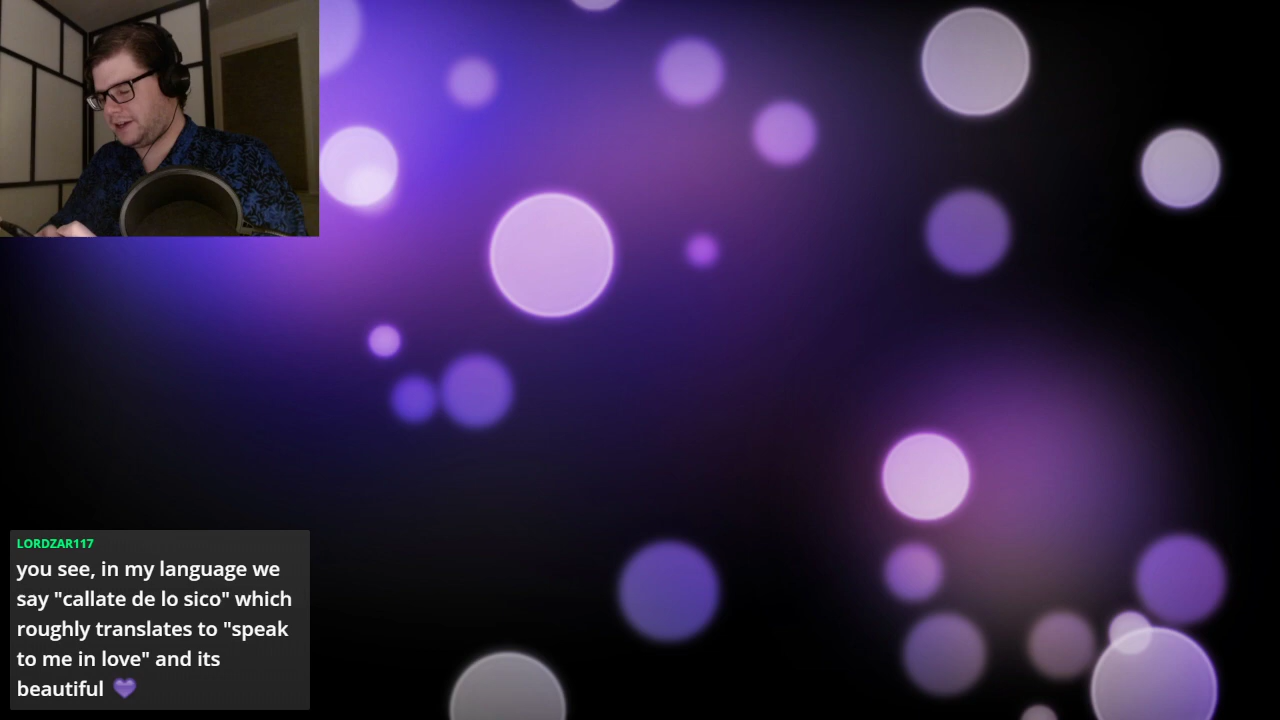 LORDZAR117
you see, in my language we
say "callate de lo sico" which
roughly translates to "speak
to me in love" and its
beautiful 💜